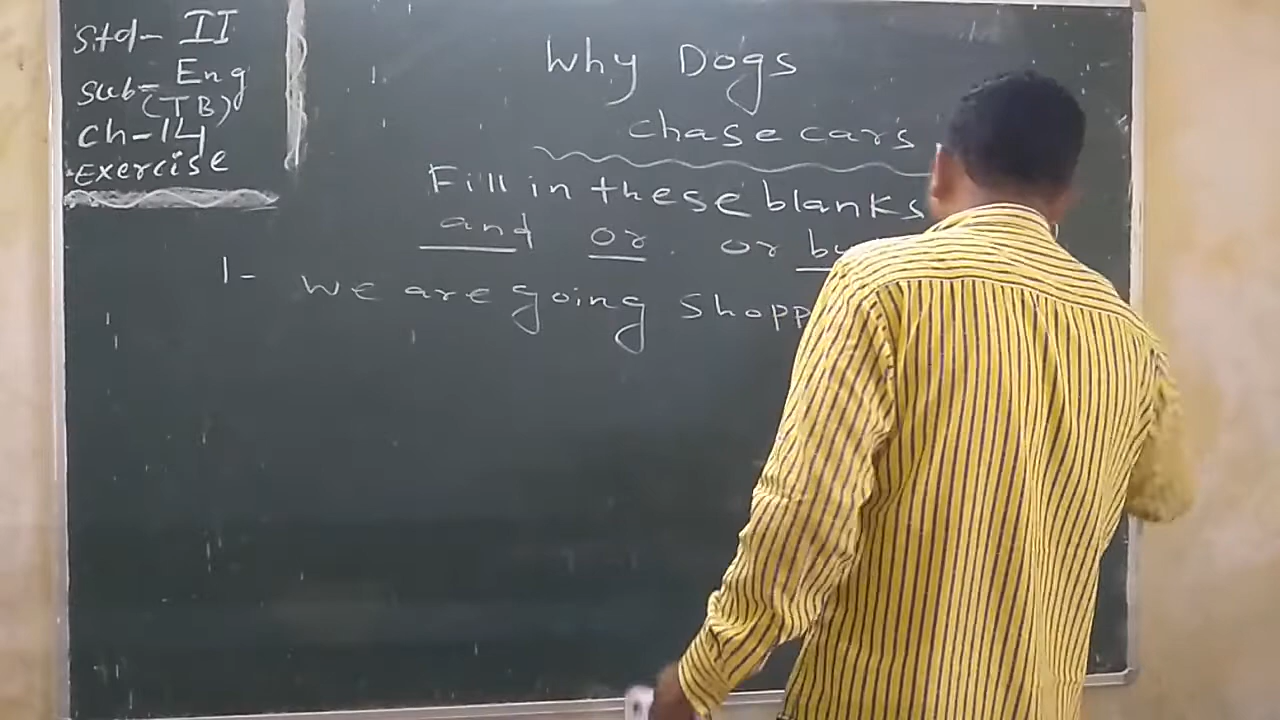 Std- II
Sub- Eng
(TB)
Ch-14
Exercise
Why Dogs
chase cars
Fill in these blanks
and or. or
1- we are going